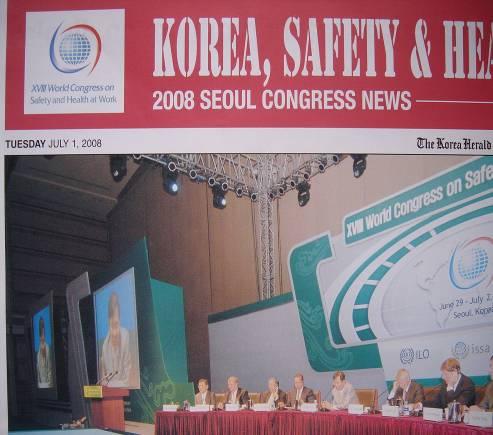 XVIII World Congress on
Safety and Health at Work
KOREA, SAFETY & HEA
2008 SEOUL CONGRESS NEWS
TUESDAY JULY 1, 2008
The Korea Herald
XVIII World Congress on Safe
June 29 - July 2,
Seoul, Korea
ILO
issa